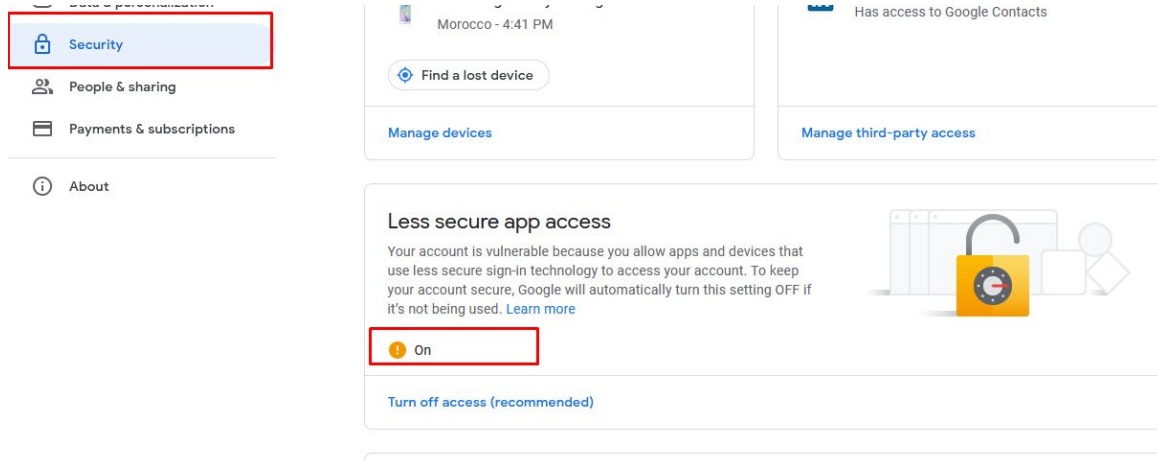 Data & personalization
Morocco - 4:41 PM
Has access to Google Contacts
Security
Find a lost device
People & sharing
Payments & subscriptions
Manage devices
Manage third-party access
About
Less secure app access
Your account is vulnerable because you allow apps and devices that
use less secure sign-in technology to access your account. To keep
your account secure, Google will automatically turn this setting OFF if
it's not being used. Learn more
On
Turn off access (recommended)